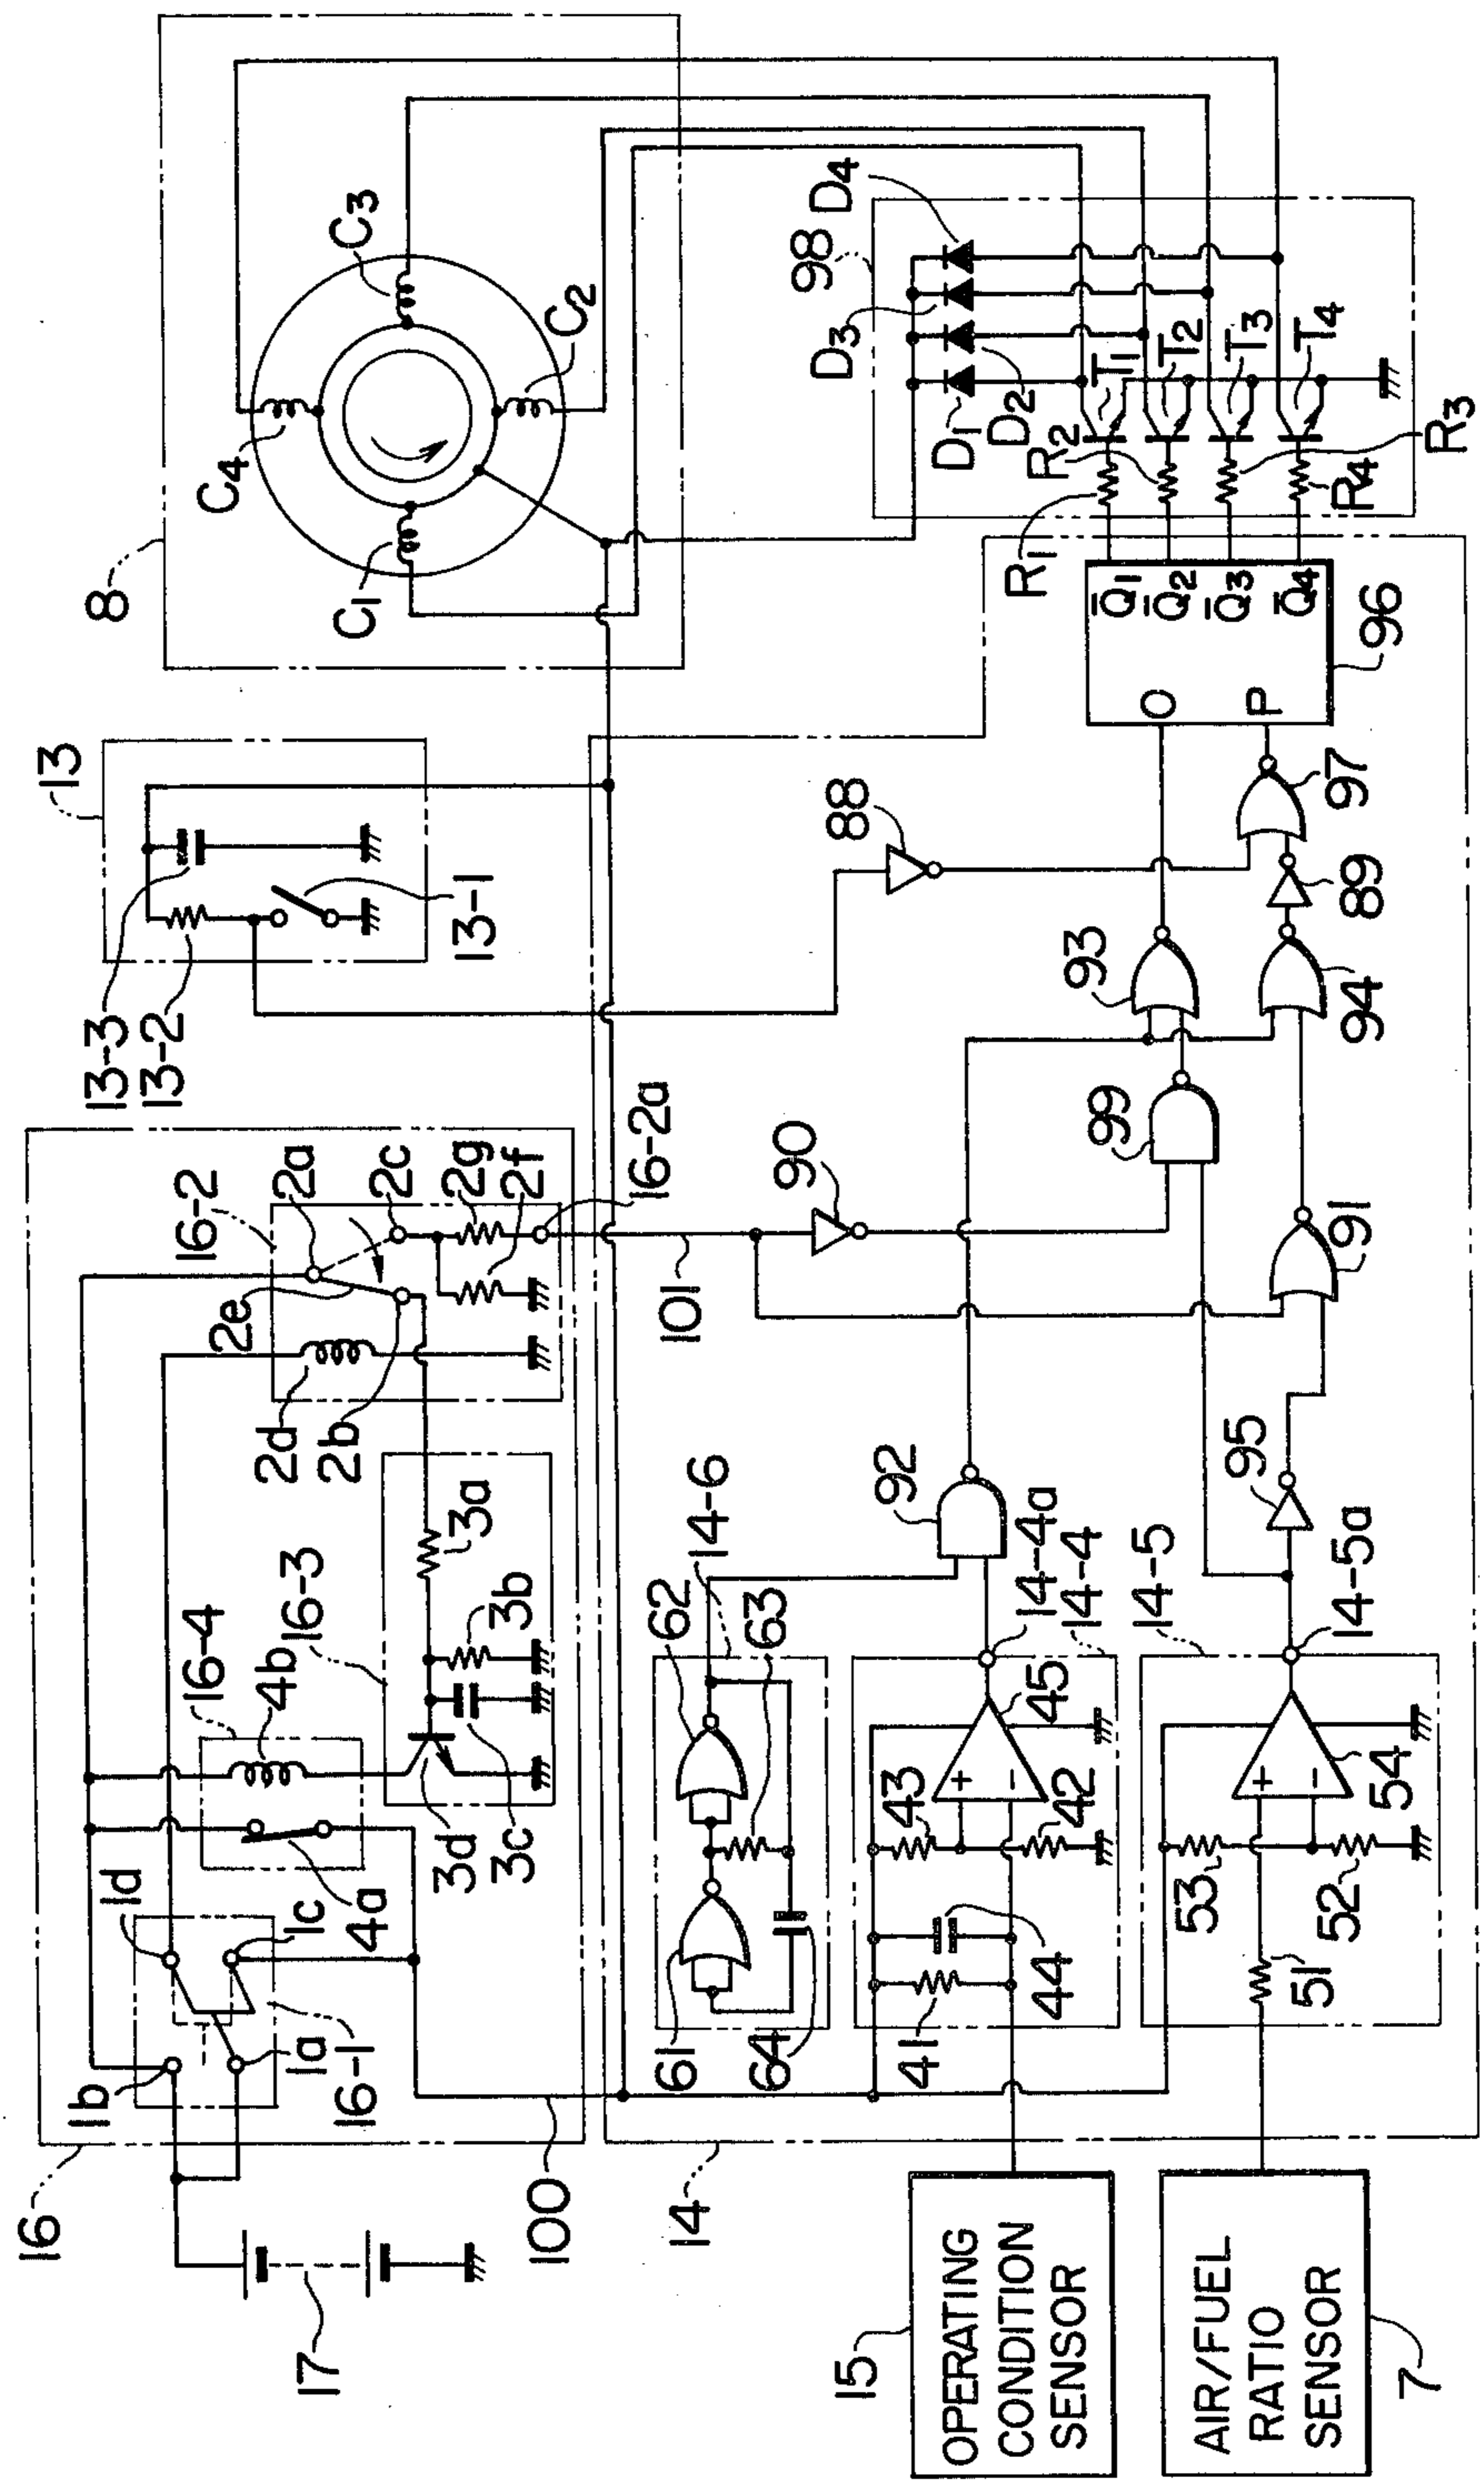 16
17
16-1
1a
1b
1c
1d
16-4
4a
4b
16-3
3a
3b
3c
3d
16-2
2a
2b
2c
2d
2e
2f
2g
16-2a
100
101
13
13-1
13-2
13-3
8
C1
C2
C3
C4
98
D1
D2
D3
D4
T1
T2
T3
T4
R1
R2
R3
R4
14
14-6
61
62
63
64
14-4
14-4a
41
42
43
44
45
+
−
14-5
14-5a
51
52
53
54
+
−
88
89
90
91
92
93
94
95
97
99
96
O
P
Q̄1
Q̄2
Q̄3
Q̄4
15
OPERATING
CONDITION
SENSOR
7
AIR/FUEL
RATIO
SENSOR